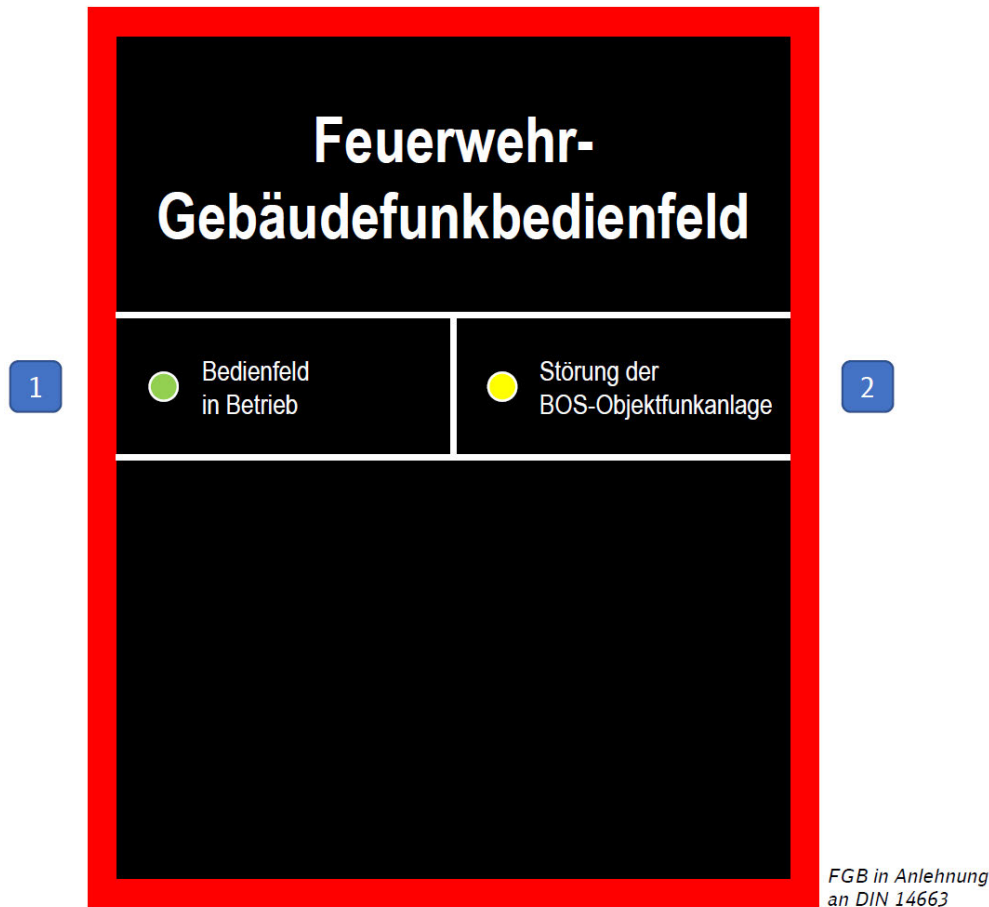 Feuerwehr-
Gebäudefunkbedienfeld
1
Bedienfeld
in Betrieb
Störung der
BOS-Objektfunkanlage
2
FGB in Anlehnung
an DIN 14663